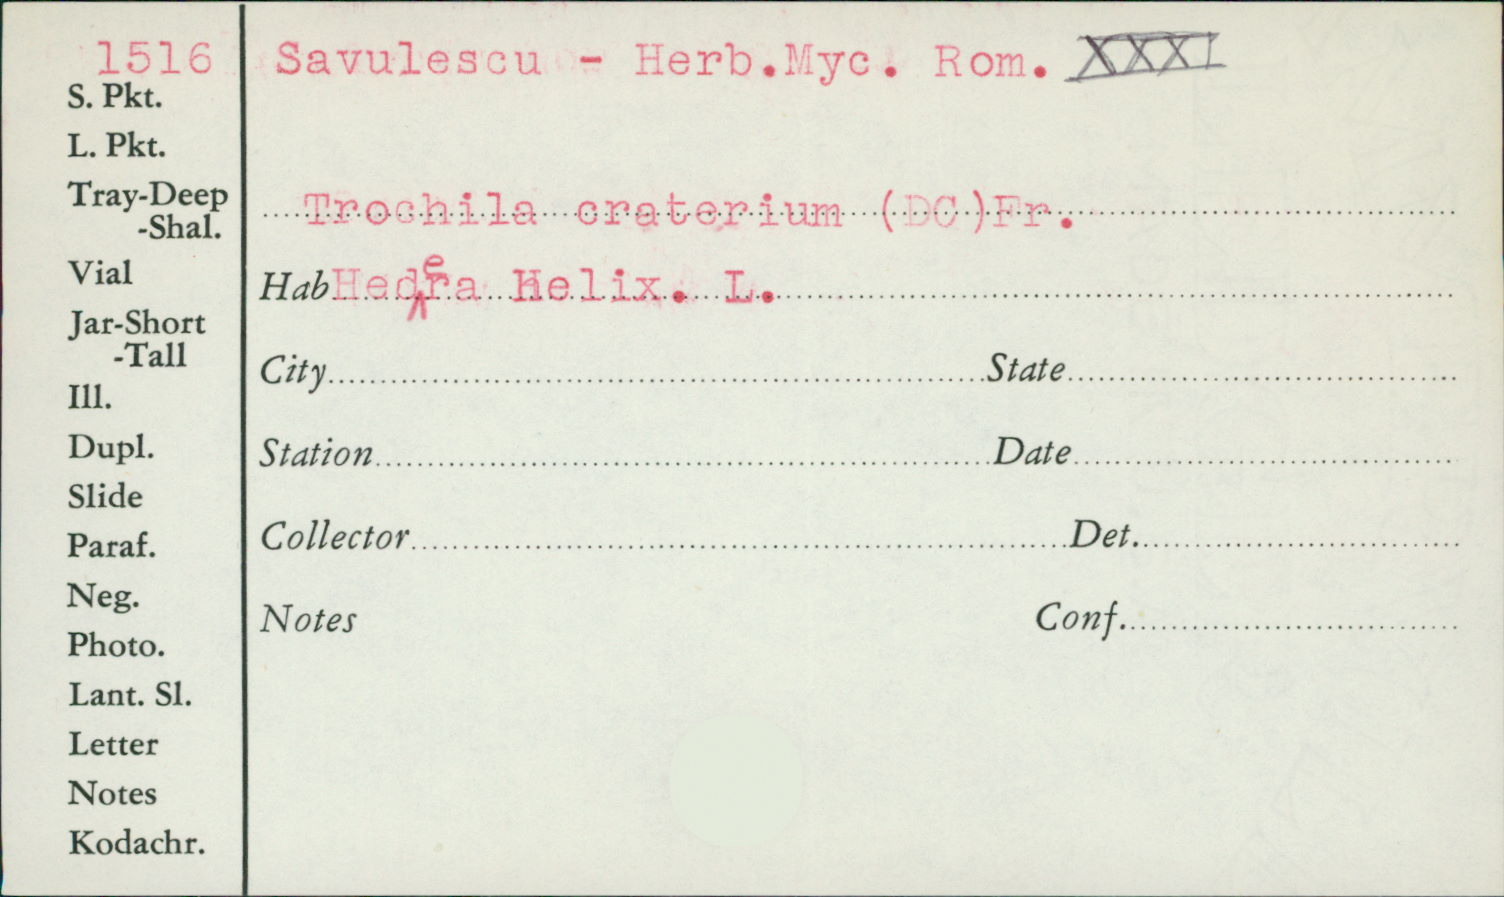 1516
S. Pkt.
L. Pkt.
Tray-Deep
-Shal.
Vial
Jar-Short
-Tall
Ill.
Dupl.
Slide
Paraf.
Neg.
Photo.
Lant. Sl.
Letter
Notes
Kodachr.
Savulescu - Herb.Myc. Rom. XXXI
Trochila craterium (DC)Fr.
Hab Hedera Helix. L.
City State
Station Date
Collector Det.
Notes Conf.